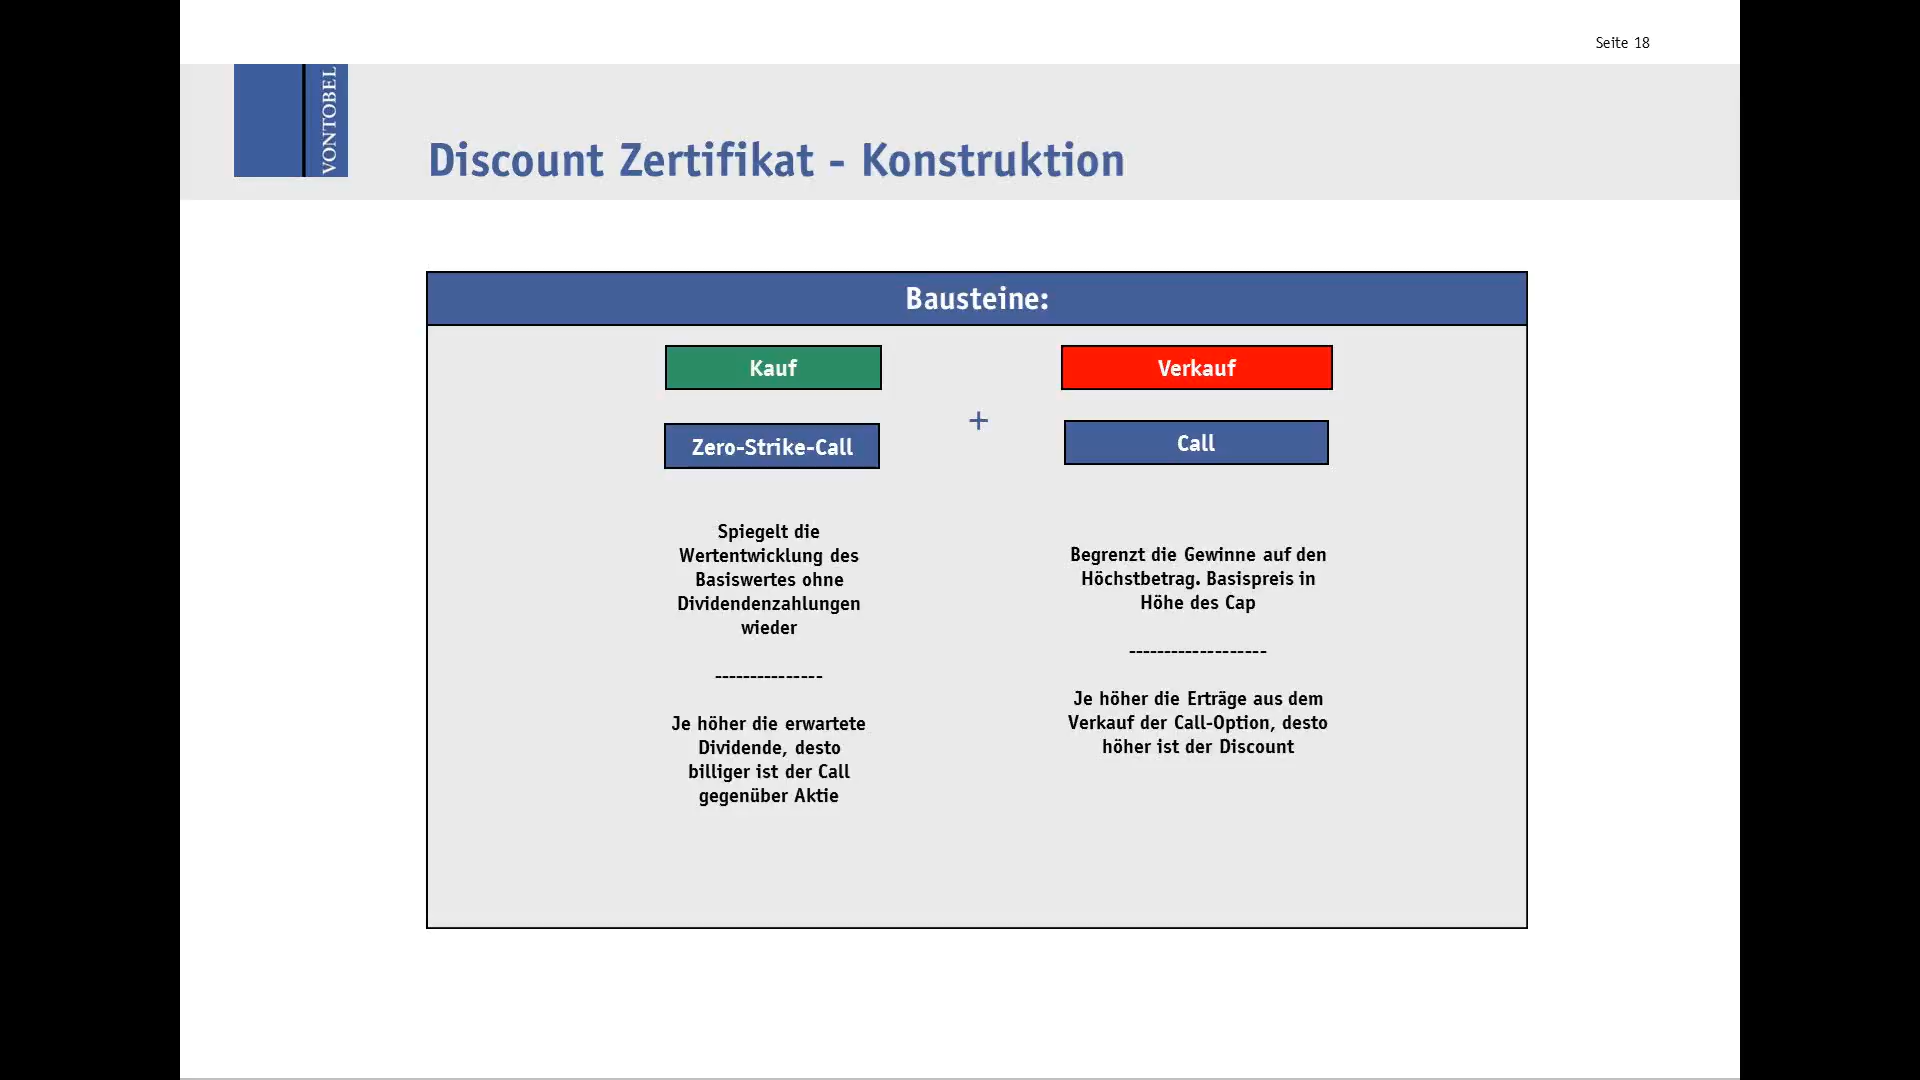 Seite 18
VONTOBEL
Discount Zertifikat - Konstruktion
Bausteine:
Kauf
Verkauf
+
Zero-Strike-Call
Call
Spiegelt die
Wertentwicklung des
Basiswertes ohne
Dividendenzahlungen
wieder
---------------
Je höher die erwartete
Dividende, desto
billiger ist der Call
gegenüber Aktie
Begrenzt die Gewinne auf den
Höchstbetrag. Basispreis in
Höhe des Cap
-------------------
Je höher die Erträge aus dem
Verkauf der Call-Option, desto
höher ist der Discount